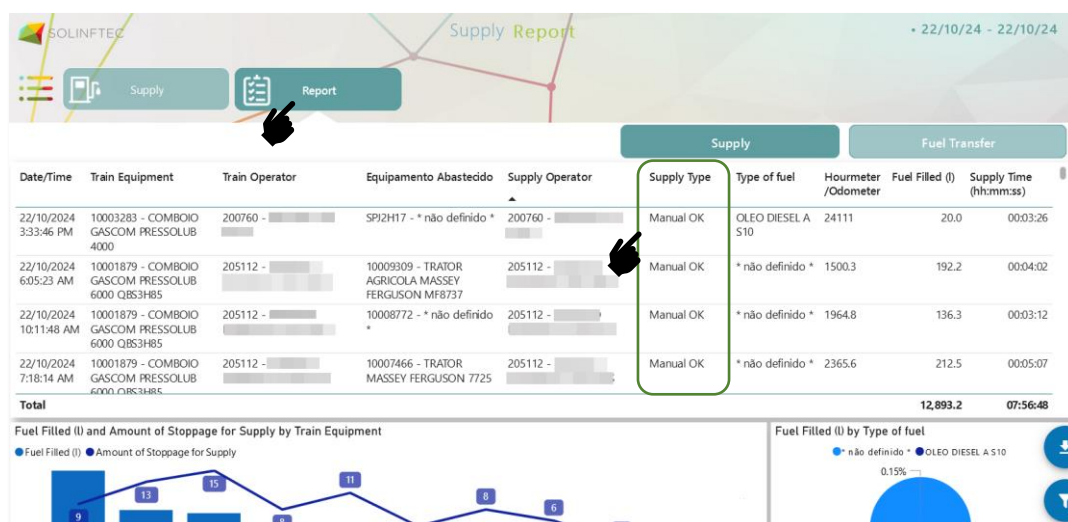 SOLINFTEC
Supply Report
• 22/10/24 - 22/10/24
Supply
Report
Supply
Fuel Transfer
Date/Time Train Equipment Train Operator Equipamento Abastecido Supply Operator Supply Type Type of fuel Hourmeter Fuel Filled (l) Supply Time
/Odometer (hh:mm:ss)
22/10/2024 10003283 - COMBOIO 200760 - SPJ2H17 - * não definido * 200760 - Manual OK OLEO DIESEL A 24111 20.0 00:03:26
3:33:46 PM GASCOM PRESSOLUB S10
4000
22/10/2024 10001879 - COMBOIO 205112 - 10009309 - TRATOR 205112 - Manual OK * não definido * 1500.3 192.2 00:04:02
6:05:23 AM GASCOM PRESSOLUB AGRICOLA MASSEY
6000 QBS3H85 FERGUSON MF8737
22/10/2024 10001879 - COMBOIO 205112 - 10008772 - * não definido 205112 - Manual OK * não definido * 1964.8 136.3 00:03:12
10:11:48 AM GASCOM PRESSOLUB *
6000 QBS3H85
22/10/2024 10001879 - COMBOIO 205112 - 10007466 - TRATOR 205112 - Manual OK * não definido * 2365.6 212.5 00:05:07
7:18:14 AM GASCOM PRESSOLUB MASSEY FERGUSON 7725
6000 QBS3H85
Total 12,893.2 07:56:48
Fuel Filled (l) and Amount of Stoppage for Supply by Train Equipment
Fuel Filled (l) Amount of Stoppage for Supply
9
13
15
8
11
8
6
Fuel Filled (l) by Type of fuel
* não definido * OLEO DIESEL A S10
0.15%